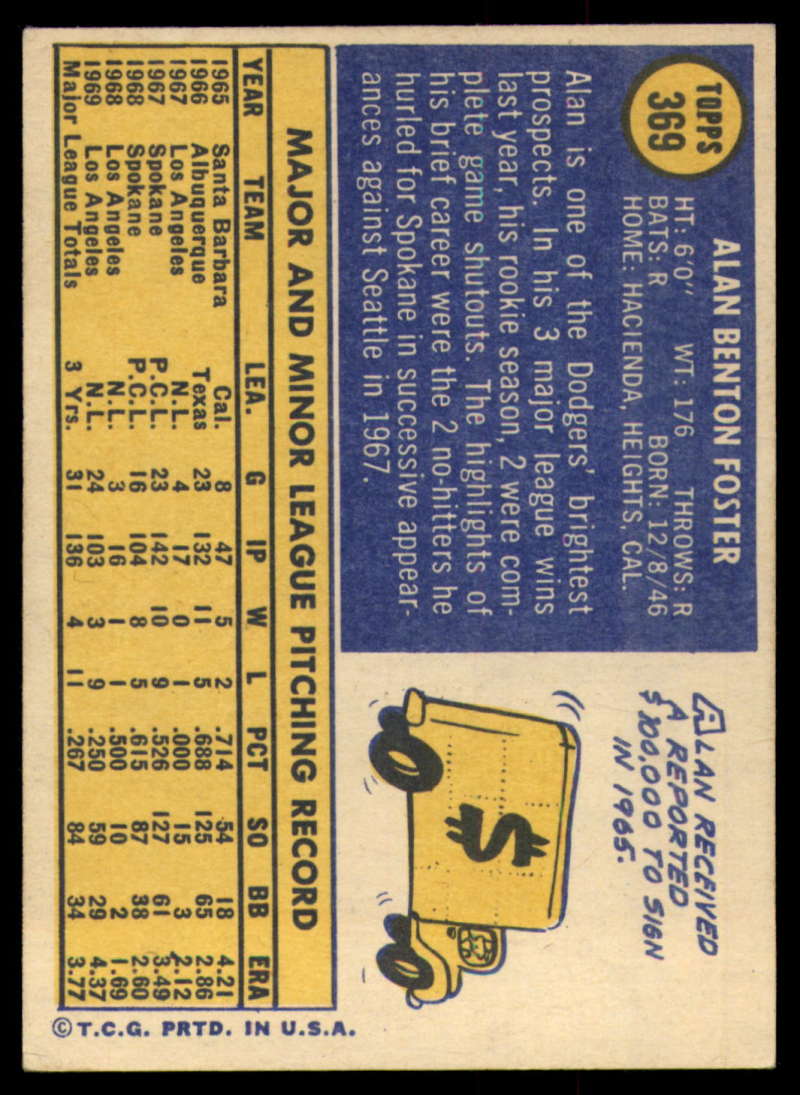 TOPPS
369
ALAN BENTON FOSTER
HT: 6'0" WT: 176 THROWS: R
BATS: R BORN: 12/8/46
HOME: HACIENDA, HEIGHTS, CAL.
Alan is one of the Dodgers' brightest
prospects. In his 3 major league wins
last year, his rookie season, 2 were com-
plete game shutouts. The highlights of
his brief career were the 2 no-hitters he
hurled for Spokane in successive appear-
ances against Seattle in 1967.
ALAN RECEIVED
A REPORTED
$100,000 TO SIGN
IN 1965.
$
MAJOR AND MINOR LEAGUE PITCHING RECORD
YEAR TEAM LEA. G IP W L PCT SO BB ERA
1965 Santa Barbara Cal. 8 47 5 2 .714 54 18 4.21
1966 Albuquerque Texas 23 132 11 5 .688 125 65 2.86
1967 Los Angeles N.L. 4 17 0 1 .000 15 3 2.12
1967 Spokane P.C.L. 23 142 10 9 .526 127 61 3.49
1968 Spokane P.C.L. 16 104 8 5 .615 87 38 2.60
1968 Los Angeles N.L. 3 16 1 1 .500 10 2 1.69
1969 Los Angeles N.L. 24 103 3 9 .250 59 29 4.37
Major League Totals 3 Yrs. 31 136 4 11 .267 84 34 3.77
© T.C.G. PRTD. IN U.S.A.